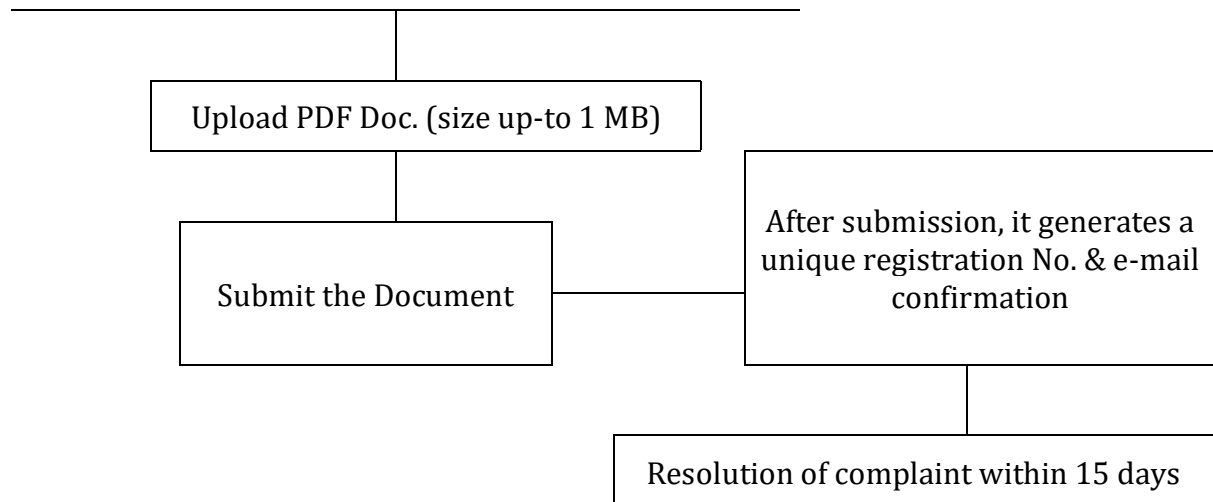 Upload PDF Doc. (size up-to 1 MB)
Submit the Document
After submission, it generates a
unique registration No. & e-mail
confirmation
Resolution of complaint within 15 days